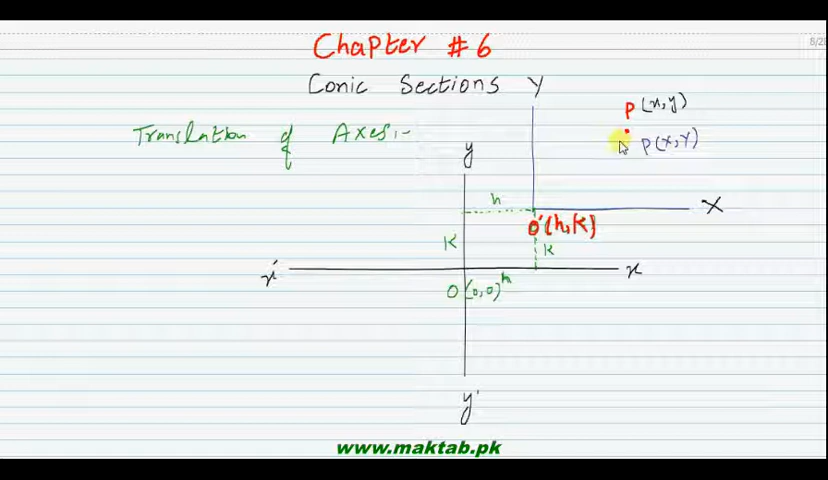 Chapter # 6
Conic Sections
Translation of Axes:-
Y
P(x,y)
P(X,Y)
y
h
X
O'(h,K)
K
K
x'
x
O(0,0)
h
y'
www.maktab.pk